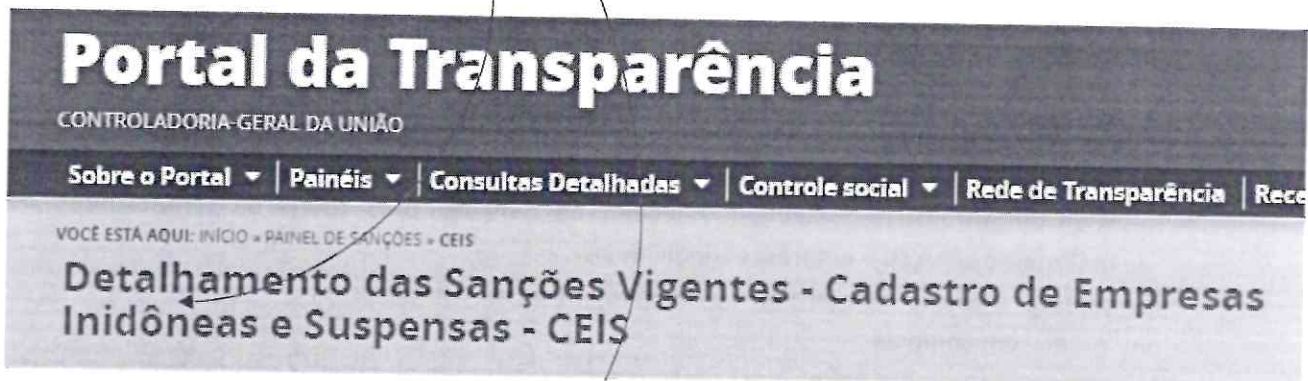 Portal da Transparência
CONTROLADORIA-GERAL DA UNIÃO
Sobre o Portal | Painéis | Consultas Detalhadas | Controle social | Rede de Transparência | Rece
VOCÊ ESTÁ AQUI: INÍCIO » PAINEL DE SANÇÕES » CEIS
Detalhamento das Sanções Vigentes - Cadastro de Empresas
Inidôneas e Suspensas - CEIS